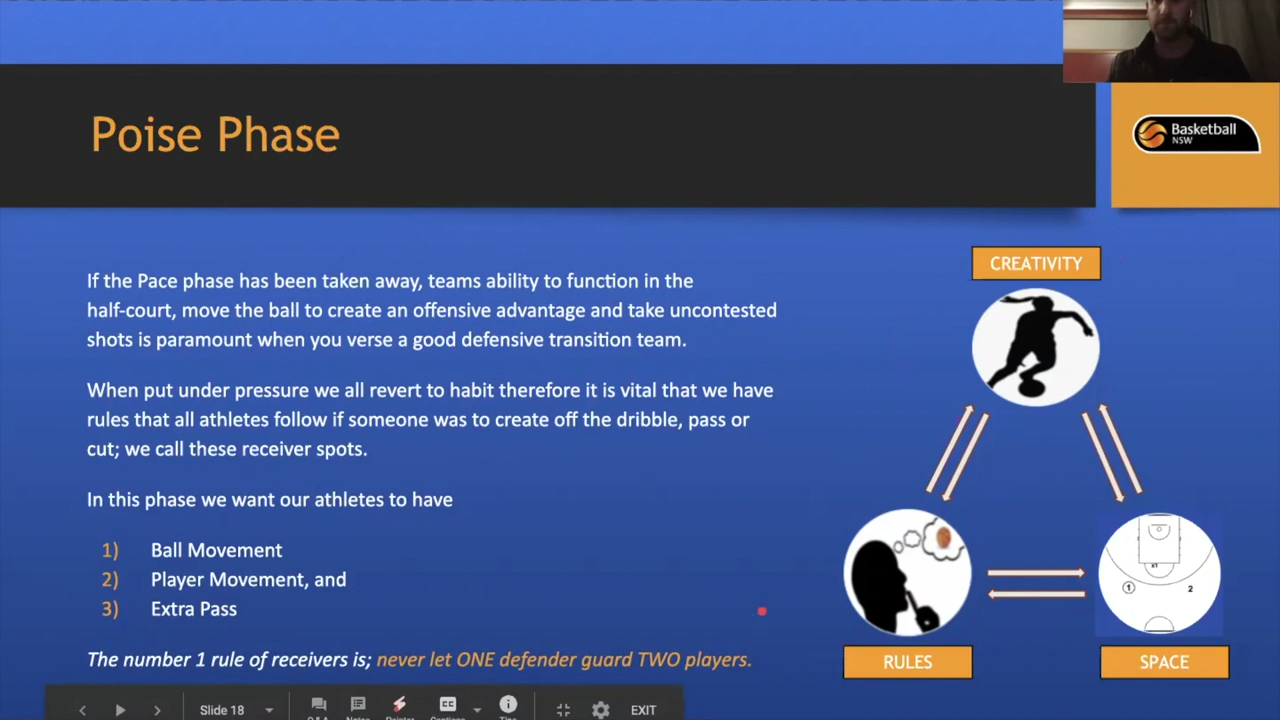 Poise Phase
Basketball
NSW
If the Pace phase has been taken away, teams ability to function in the
half-court, move the ball to create an offensive advantage and take uncontested
shots is paramount when you verse a good defensive transition team.
When put under pressure we all revert to habit therefore it is vital that we have
rules that all athletes follow if someone was to create off the dribble, pass or
cut; we call these receiver spots.
In this phase we want our athletes to have
1) Ball Movement
2) Player Movement, and
3) Extra Pass
The number 1 rule of receivers is; never let ONE defender guard TWO players.
CREATIVITY
RULES
SPACE
X1
1
2
Slide 18
CC
EXIT